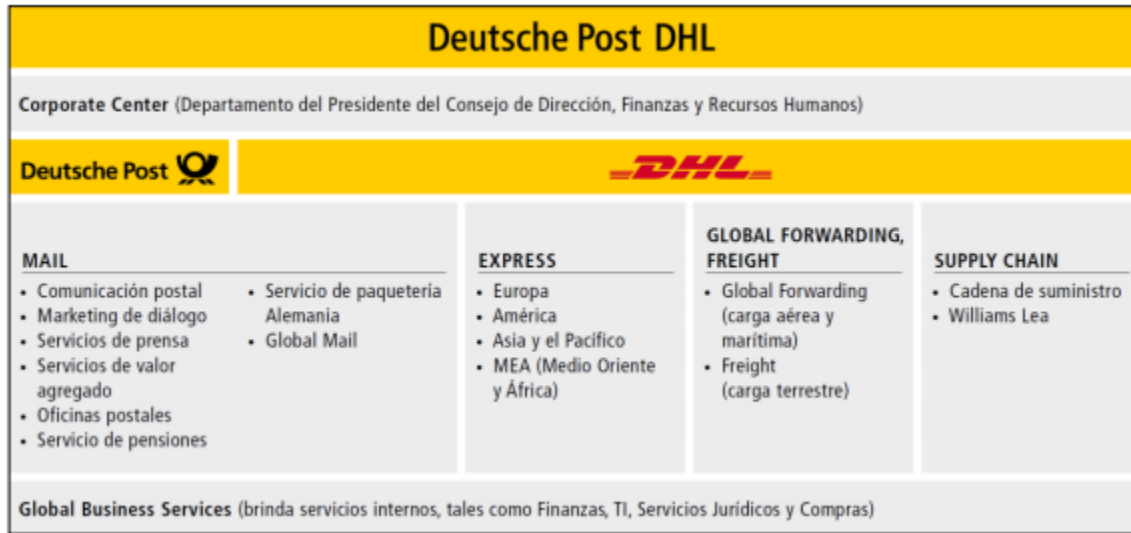 Deutsche Post DHL
Corporate Center (Departamento del Presidente del Consejo de Dirección, Finanzas y Recursos Humanos)
Deutsche Post
DHL
MAIL
• Comunicación postal
• Marketing de diálogo
• Servicios de prensa
• Servicios de valor
agregado
• Oficinas postales
• Servicio de pensiones
• Servicio de paquetería
Alemania
• Global Mail
EXPRESS
• Europa
• América
• Asia y el Pacífico
• MEA (Medio Oriente
y África)
GLOBAL FORWARDING,
FREIGHT
• Global Forwarding
(carga aérea y
marítima)
• Freight
(carga terrestre)
SUPPLY CHAIN
• Cadena de suministro
• Williams Lea
Global Business Services (brinda servicios internos, tales como Finanzas, TI, Servicios Jurídicos y Compras)